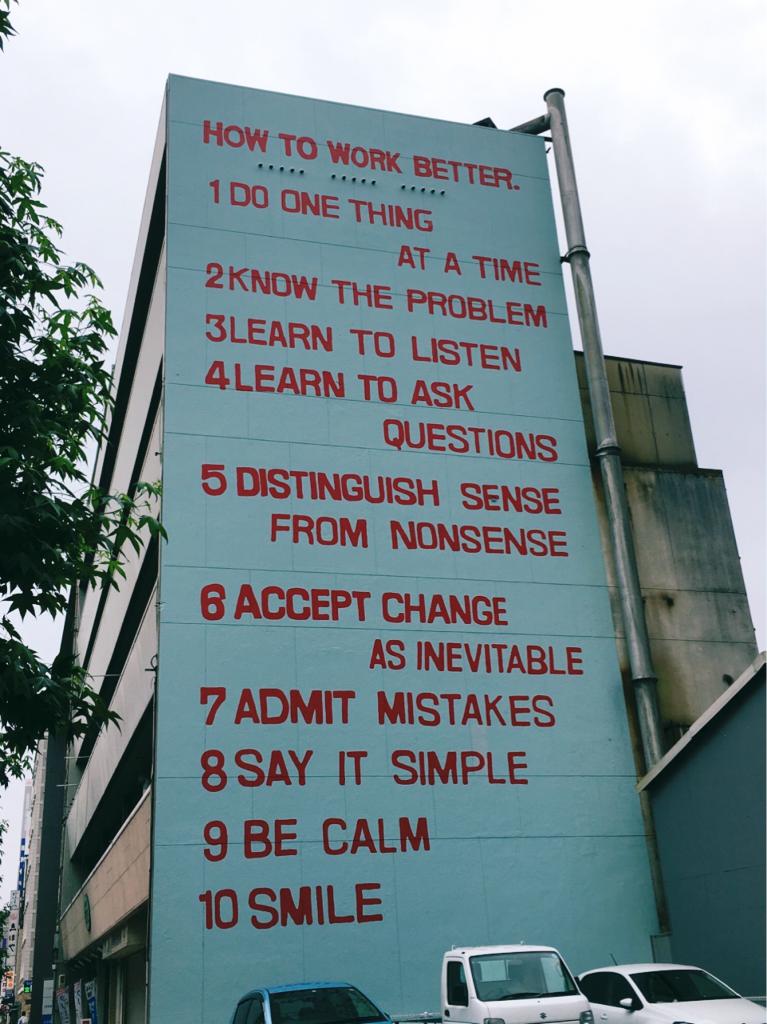 HOW TO WORK BETTER.
1 DO ONE THING
AT A TIME
2 KNOW THE PROBLEM
3 LEARN TO LISTEN
4 LEARN TO ASK
QUESTIONS
5 DISTINGUISH SENSE
FROM NONSENSE
6 ACCEPT CHANGE
AS INEVITABLE
7 ADMIT MISTAKES
8 SAY IT SIMPLE
9 BE CALM
10 SMILE